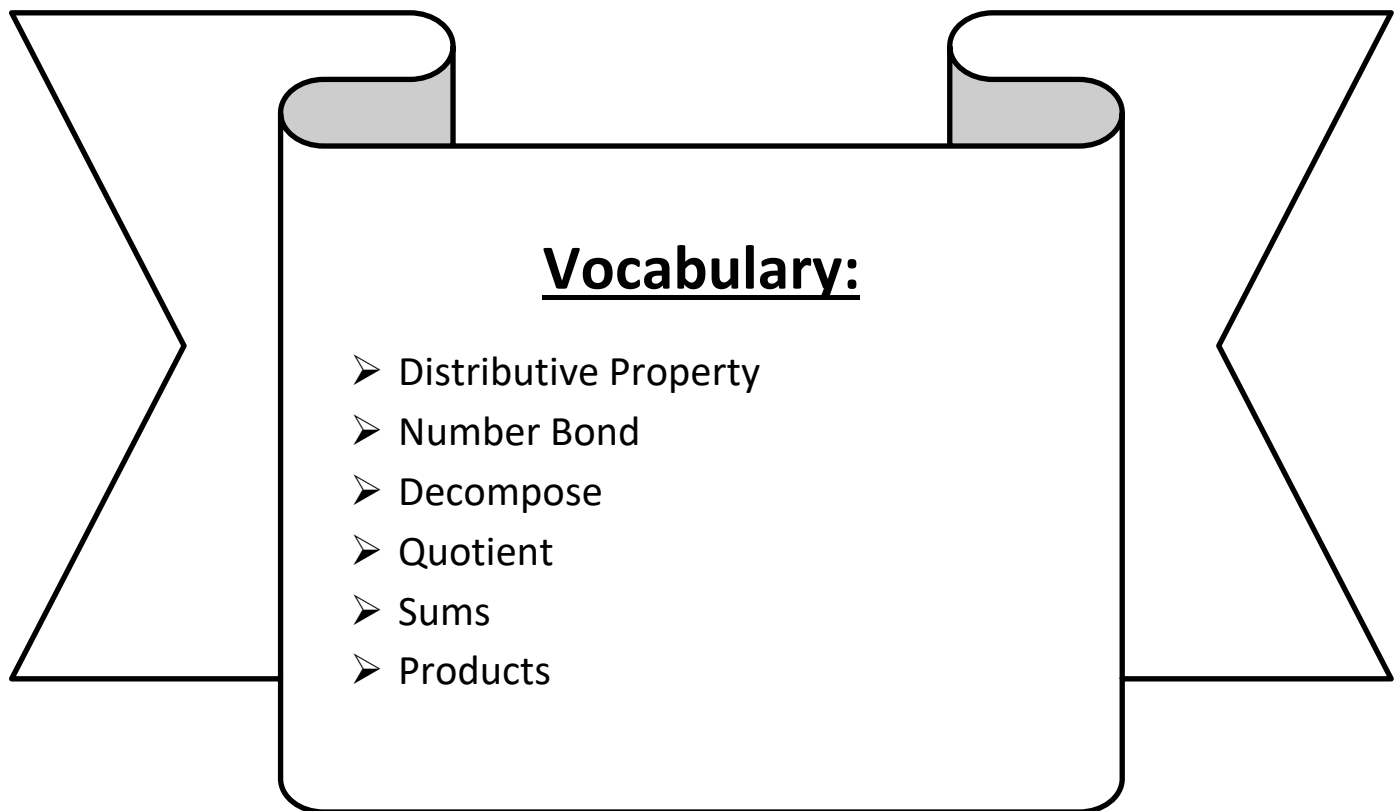 Vocabulary:
➢ Distributive Property
➢ Number Bond
➢ Decompose
➢ Quotient
➢ Sums
➢ Products